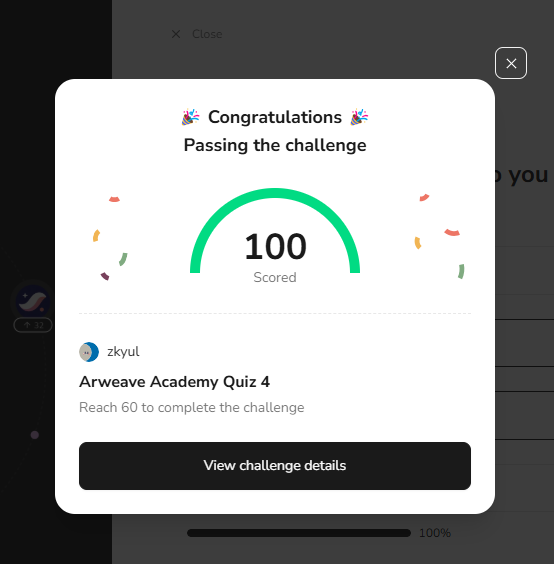 Close
Congratulations
Passing the challenge
o you
100
Scored
32
zkyul
Arweave Academy Quiz 4
Reach 60 to complete the challenge
View challenge details
100%